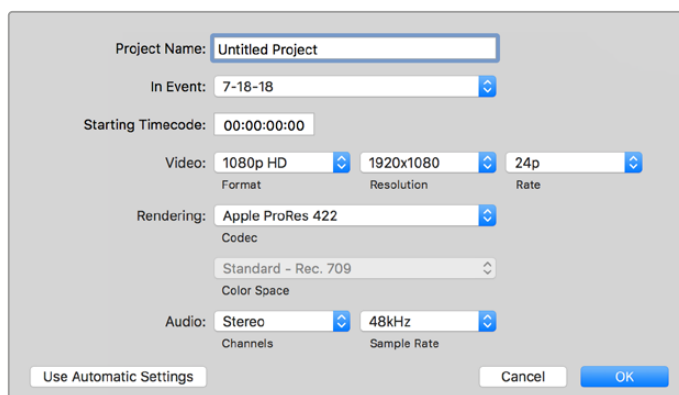 Project Name: Untitled Project
In Event: 7-18-18
Starting Timecode: 00:00:00:00
Video: 1080p HD 1920x1080 24p
Format Resolution Rate
Rendering: Apple ProRes 422
Codec
Standard - Rec. 709
Color Space
Audio: Stereo 48kHz
Channels Sample Rate
Use Automatic Settings Cancel OK